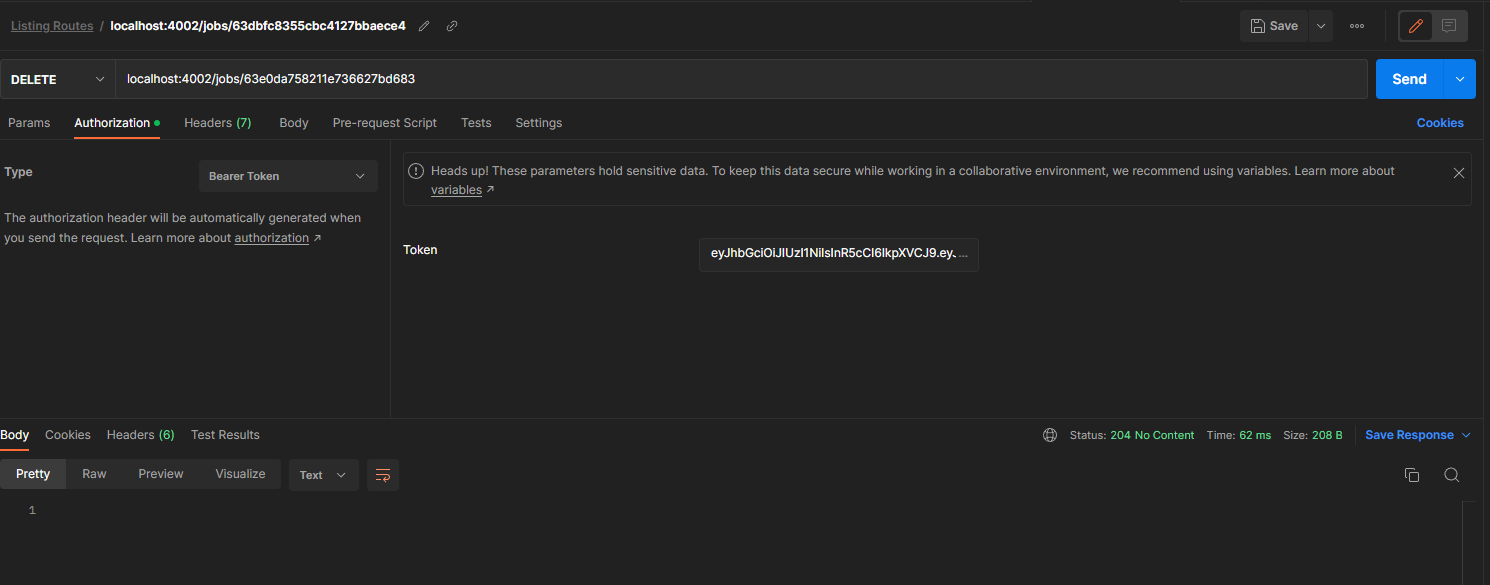 Listing Routes / localhost:4002/jobs/63dbfc8355cbc4127bbaece4
Save
DELETE
localhost:4002/jobs/63e0da758211e736627bd683
Send
Params Authorization Headers (7) Body Pre-request Script Tests Settings
Cookies
Type
Bearer Token
The authorization header will be automatically generated when
you send the request. Learn more about authorization ↗
Heads up! These parameters hold sensitive data. To keep this data secure while working in a collaborative environment, we recommend using variables. Learn more about
variables ↗
Token
eyJhbGciOiJIUzI1NiIsInR5cCI6IkpXVCJ9.eyJ...
Body Cookies Headers (6) Test Results
Status: 204 No Content Time: 62 ms Size: 208 B
Save Response
Pretty Raw Preview Visualize
Text
1